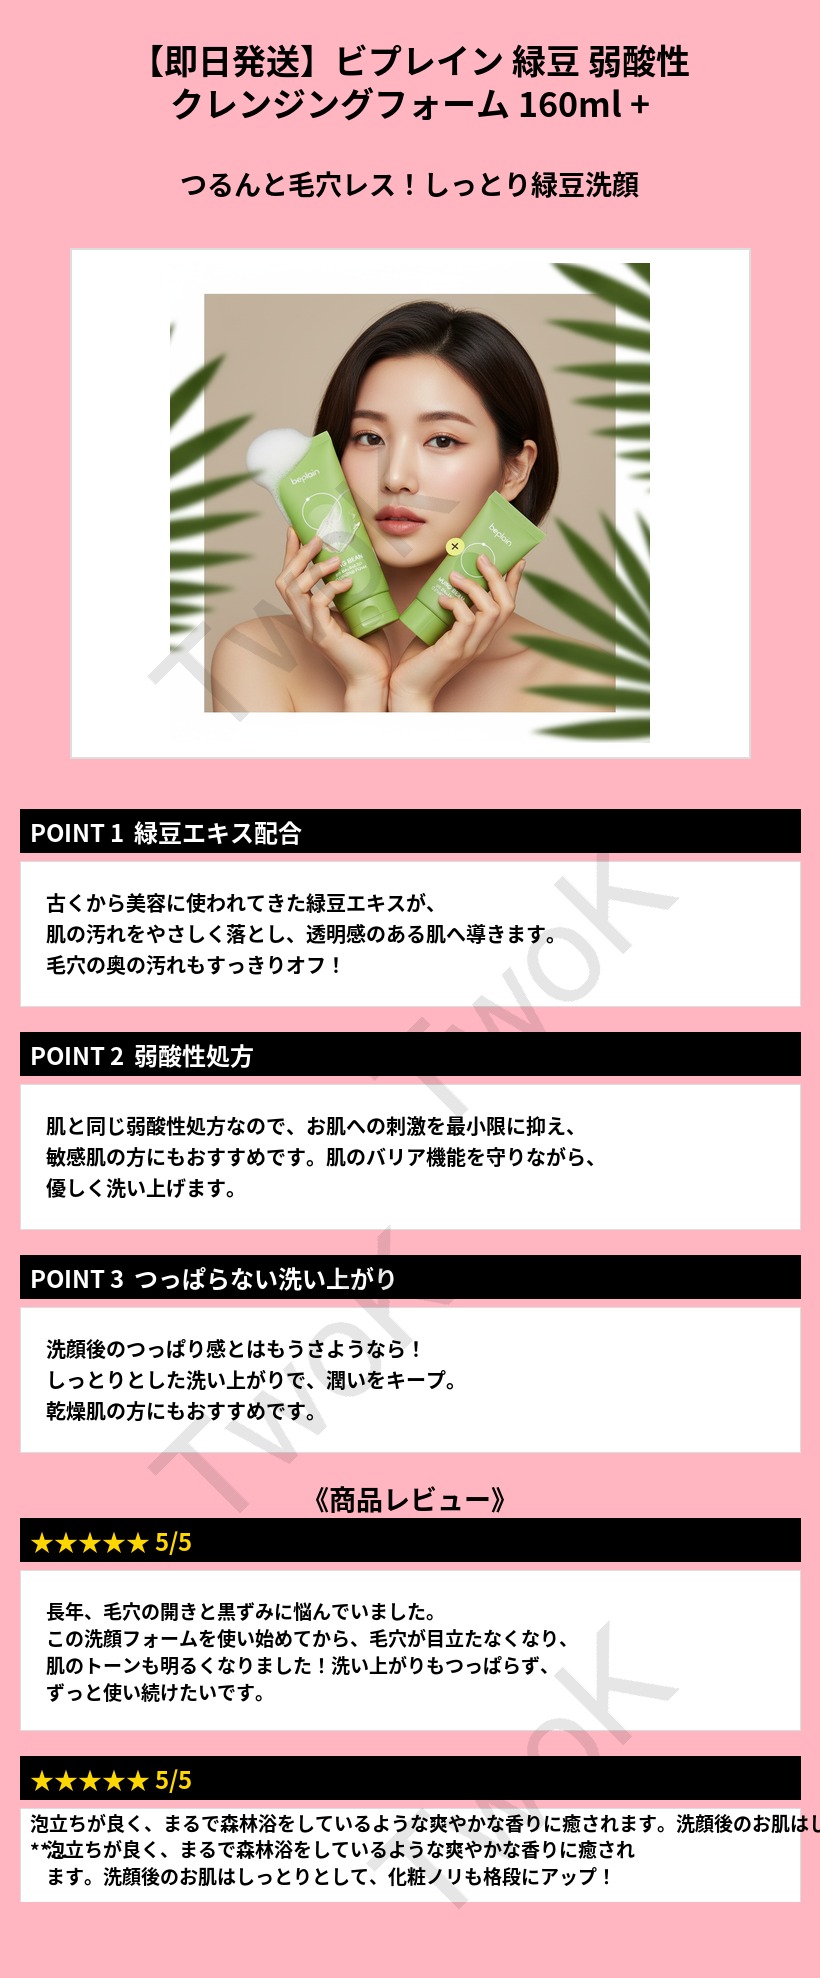 【即日発送】ビプレイン 緑豆 弱酸性
クレンジングフォーム 160ml +
つるんと毛穴レス！しっとり緑豆洗顔
beplain
beplain
TwoK
POINT 1 緑豆エキス配合
古くから美容に使われてきた緑豆エキスが、
肌の汚れをやさしく落とし、透明感のある肌へ導きます。
毛穴の奥の汚れもすっきりオフ！
TwoK
POINT 2 弱酸性処方
肌と同じ弱酸性処方なので、お肌への刺激を最小限に抑え、
敏感肌の方にもおすすめです。肌のバリア機能を守りながら、
優しく洗い上げます。
POINT 3 つっぱらない洗い上がり
洗顔後のつっぱり感とはもうさようなら！
しっとりとした洗い上がりで、潤いをキープ。
乾燥肌の方にもおすすめです。
TwoK
《商品レビュー》
★★★★★ 5/5
長年、毛穴の開きと黒ずみに悩んでいました。
この洗顔フォームを使い始めてから、毛穴が目立たなくなり、
肌のトーンも明るくなりました！洗い上がりもつっぱらず、
ずっと使い続けたいです。
★★★★★ 5/5
泡立ちが良く、まるで森林浴をしているような爽やかな香りに癒されます。洗顔後のお肌はし
泡立ちが良く、まるで森林浴をしているような爽やかな香りに癒され
ます。洗顔後のお肌はしっとりとして、化粧ノリも格段にアップ！
TwoK